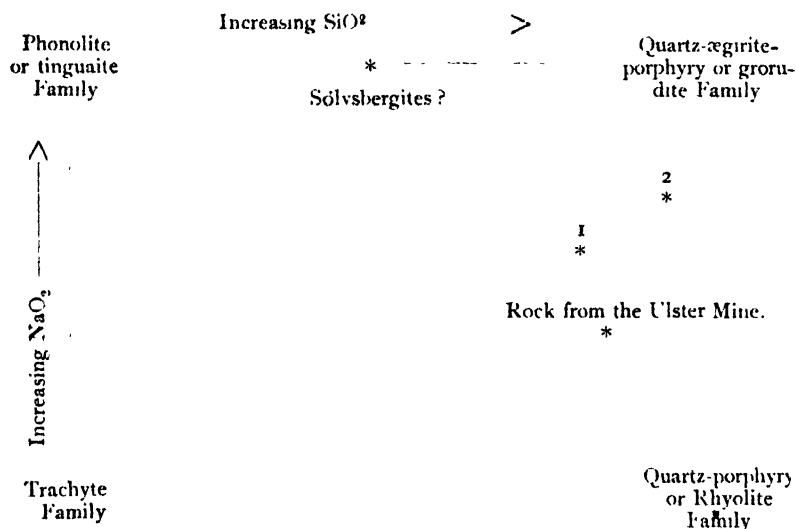 Increasing SiO²
>
Phonolite
or tinguaite
Family
*
Sölvsbergites ?
Quartz-ægirite-
porphyry or groru-
dite Family
2
*
1
*
Rock from the Ulster Mine.
*
Increasing NaO₂
Trachyte
Family
Quartz-porphyry
or Rhyolite
Family